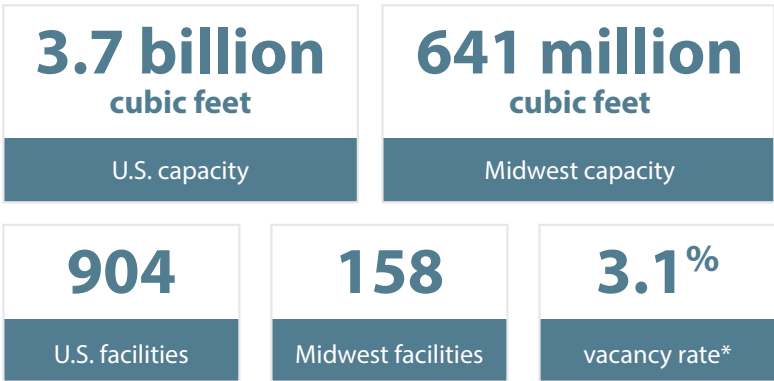 3.7 billion
cubic feet
U.S. capacity
641 million
cubic feet
Midwest capacity
904
U.S. facilities
158
Midwest facilities
3.1%
vacancy rate*